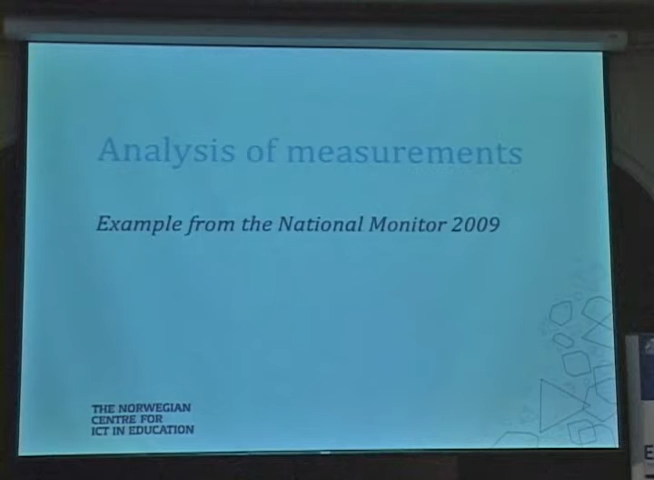 Analysis of measurements
Example from the National Monitor 2009
THE NORWEGIAN
CENTRE FOR
ICT IN EDUCATION
E